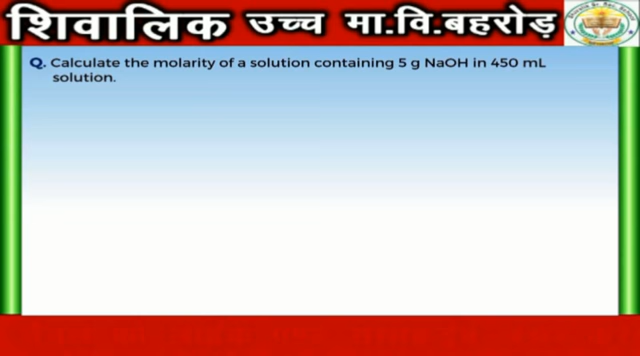 शिवालिक उच्च मा.वि.बहरोड़
Q. Calculate the molarity of a solution containing 5 g NaOH in 450 mL
solution.